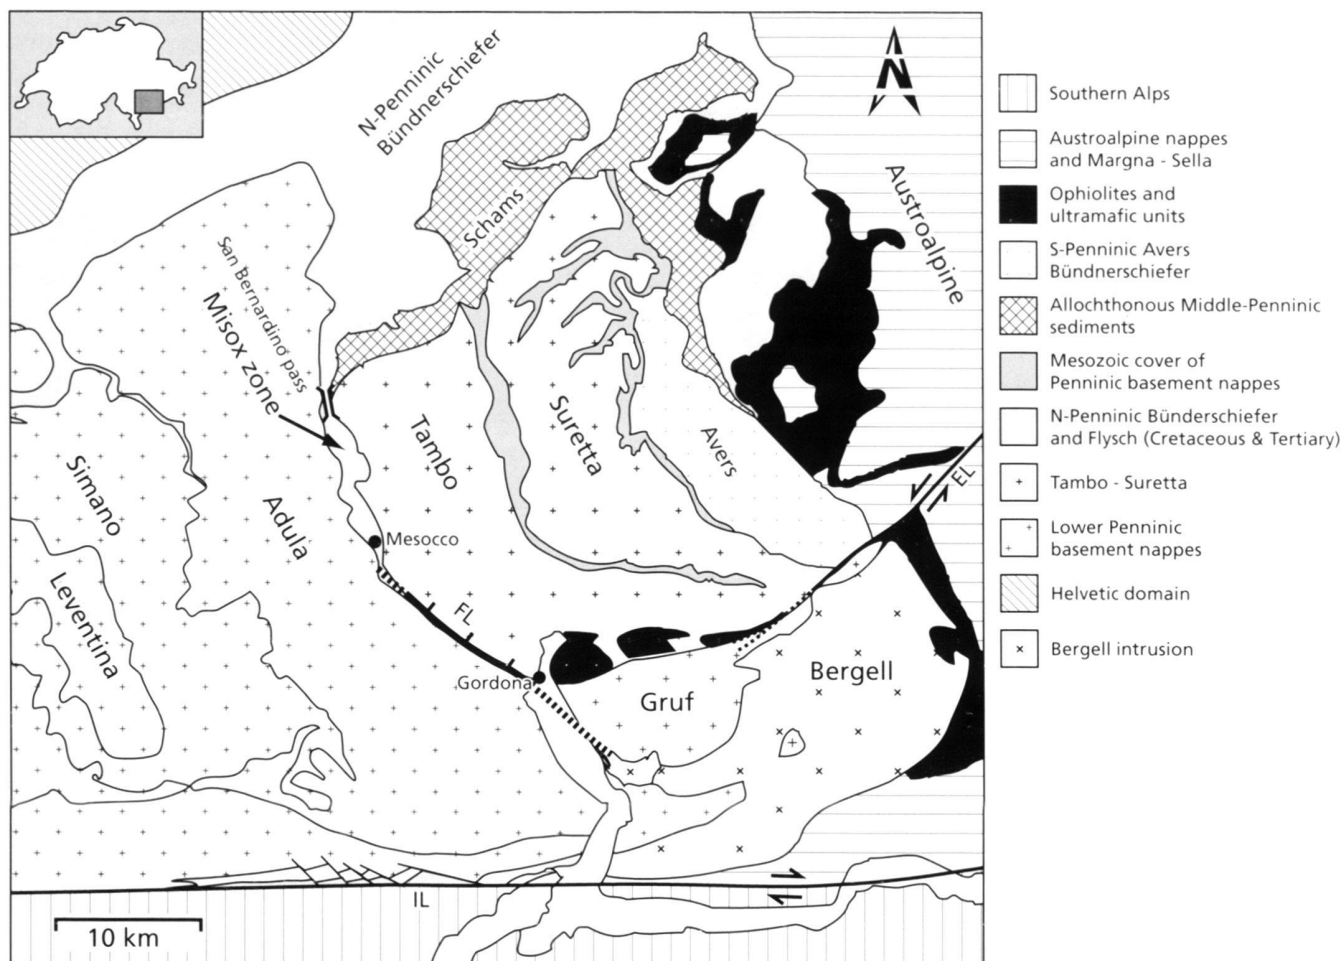 N-Penninic
Bündnerschiefer
N
Schams
Austroalpine
San Bernardino pass
Misox zone
Tambo
Suretta
Avers
Simano
Adula
Mesocco
EL
Leventina
FL
Gordona
Gruf
Bergell
IL
10 km
Southern Alps
Austroalpine nappes
and Margna - Sella
Ophiolites and
ultramafic units
S-Penninic Avers
Bündnerschiefer
Allochthonous Middle-Penninic
sediments
Mesozoic cover of
Penninic basement nappes
N-Penninic Bünderschiefer
and Flysch (Cretaceous & Tertiary)
Tambo - Suretta
Lower Penninic
basement nappes
Helvetic domain
Bergell intrusion